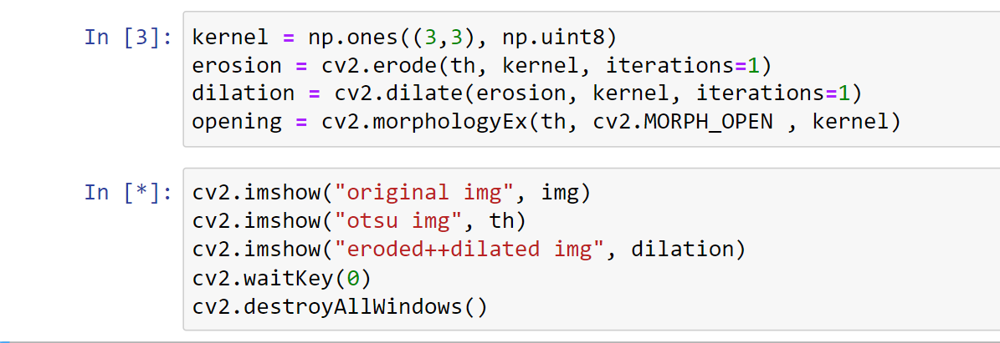 In [3]: kernel = np.ones((3,3), np.uint8)
erosion = cv2.erode(th, kernel, iterations=1)
dilation = cv2.dilate(erosion, kernel, iterations=1)
opening = cv2.morphologyEx(th, cv2.MORPH_OPEN , kernel)
In [*]: cv2.imshow("original img", img)
cv2.imshow("otsu img", th)
cv2.imshow("eroded++dilated img", dilation)
cv2.waitKey(0)
cv2.destroyAllWindows()